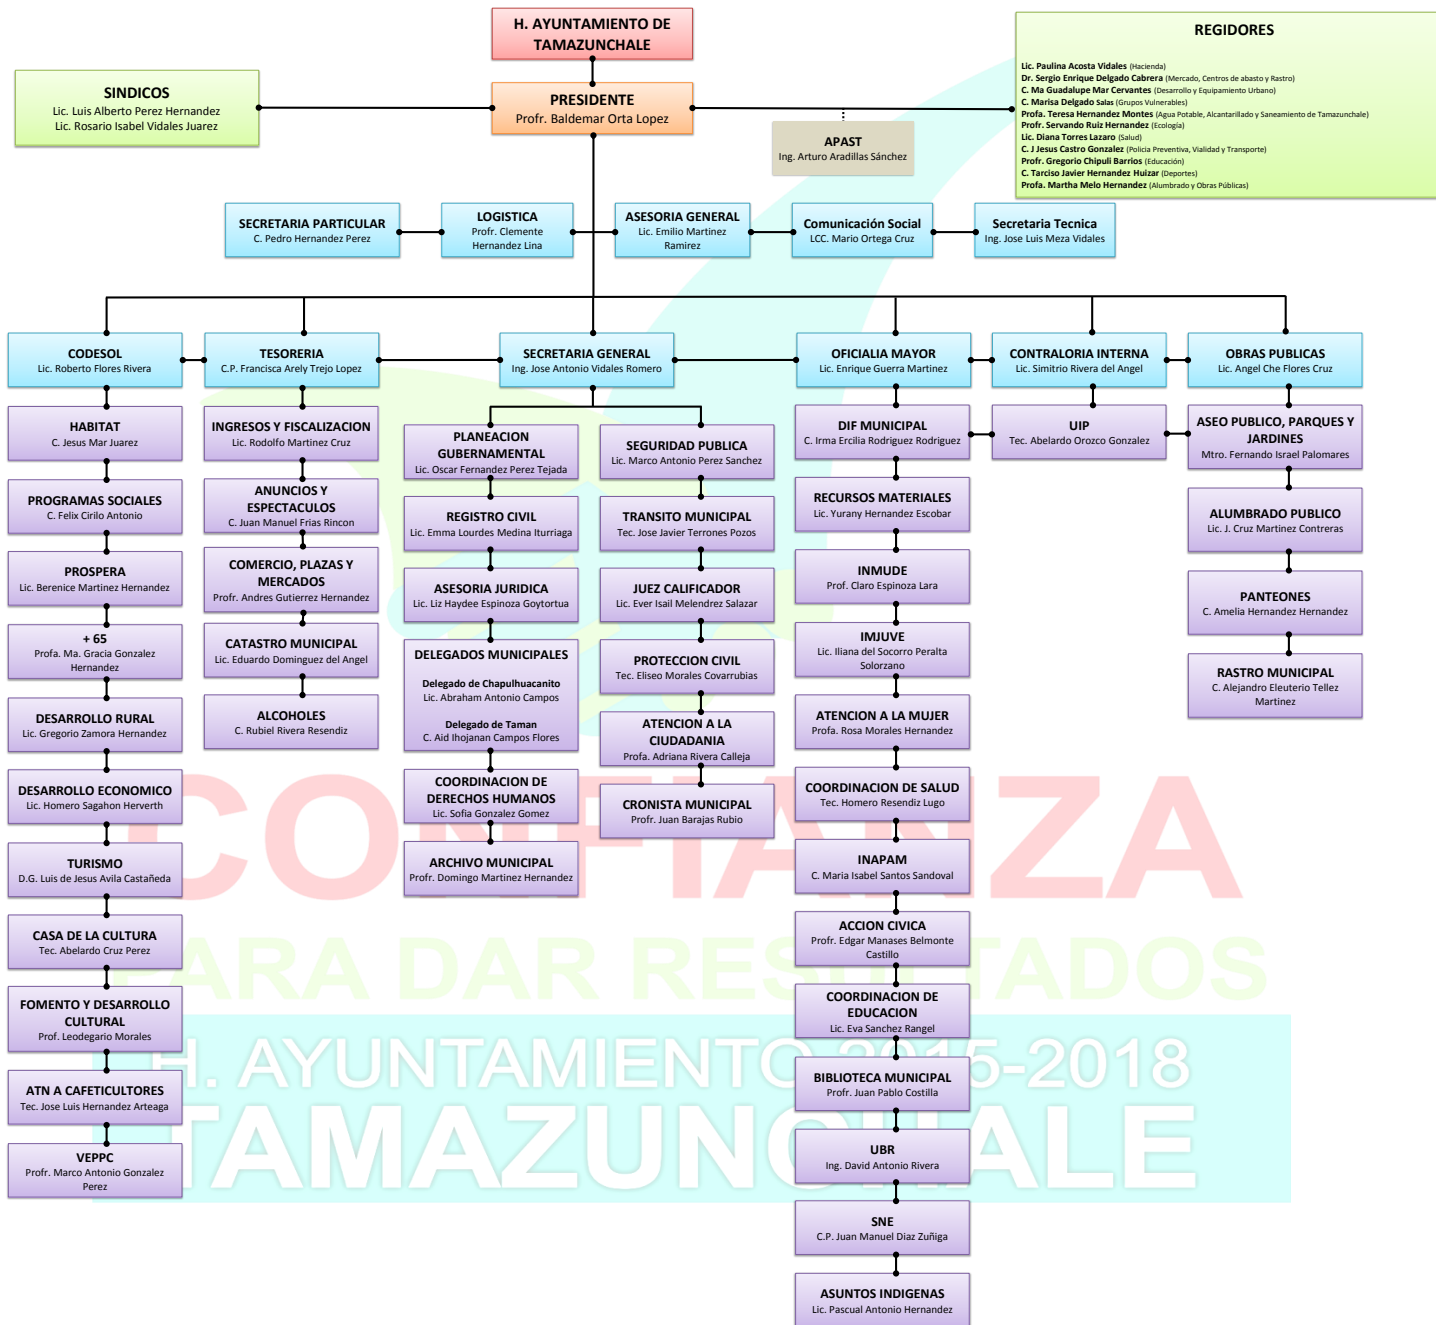 H. AYUNTAMIENTO DE
TAMAZUNCHALE
REGIDORES
Lic. Paulina Acosta Vidales (Hacienda)
Dr. Sergio Enrique Delgado Cabrera (Mercado, Centros de abasto y Rastro)
C. Ma Guadalupe Mar Cervantes (Desarrollo y Equipamiento Urbano)
C. Marisa Delgado Salas (Grupos Vulnerables)
Profa. Teresa Hernandez Montes (Agua Potable, Alcantarillado y Saneamiento de Tamazunchale)
Profr. Servando Ruiz Hernandez (Ecología)
Lic. Diana Torres Lazaro (Salud)
C. J Jesus Castro Gonzalez (Policia Preventiva, Vialidad y Transporte)
Profr. Gregorio Chipuli Barrios (Educación)
C. Tarciso Javier Hernandez Huizar (Deportes)
Profa. Martha Melo Hernandez (Alumbrado y Obras Públicas)
SINDICOS
Lic. Luis Alberto Perez Hernandez
Lic. Rosario Isabel Vidales Juarez
PRESIDENTE
Profr. Baldemar Orta Lopez
APAST
Ing. Arturo Aradillas Sánchez
SECRETARIA PARTICULAR
C. Pedro Hernandez Perez
LOGISTICA
Profr. Clemente
Hernandez Lina
ASESORIA GENERAL
Lic. Emilio Martinez
Ramirez
Comunicación Social
LCC. Mario Ortega Cruz
Secretaria Tecnica
Ing. Jose Luis Meza Vidales
CODESOL
Lic. Roberto Flores Rivera
TESORERIA
C.P. Francisca Arely Trejo Lopez
SECRETARIA GENERAL
Ing. Jose Antonio Vidales Romero
OFICIALIA MAYOR
Lic. Enrique Guerra Martinez
CONTRALORIA INTERNA
Lic. Simitrio Rivera del Angel
OBRAS PUBLICAS
Lic. Angel Che Flores Cruz
HABITAT
C. Jesus Mar Juarez
PROGRAMAS SOCIALES
C. Felix Cirilo Antonio
PROSPERA
Lic. Berenice Martinez Hernandez
+ 65
Profa. Ma. Gracia Gonzalez
Hernandez
DESARROLLO RURAL
Lic. Gregorio Zamora Hernandez
DESARROLLO ECONOMICO
Lic. Homero Sagahon Herverth
TURISMO
D.G. Luis de Jesus Avila Castañeda
CASA DE LA CULTURA
Tec. Abelardo Cruz Perez
FOMENTO Y DESARROLLO
CULTURAL
Prof. Leodegario Morales
ATN A CAFETICULTORES
Tec. Jose Luis Hernandez Arteaga
VEPPC
Profr. Marco Antonio Gonzalez
Perez
INGRESOS Y FISCALIZACION
Lic. Rodolfo Martinez Cruz
ANUNCIOS Y
ESPECTACULOS
C. Juan Manuel Frias Rincon
COMERCIO, PLAZAS Y
MERCADOS
Profr. Andres Gutierrez Hernandez
CATASTRO MUNICIPAL
Lic. Eduardo Dominguez del Angel
ALCOHOLES
C. Rubiel Rivera Resendiz
PLANEACION
GUBERNAMENTAL
Lic. Oscar Fernandez Perez Tejada
REGISTRO CIVIL
Lic. Emma Lourdes Medina Iturriaga
ASESORIA JURIDICA
Lic. Liz Haydee Espinoza Goytortua
DELEGADOS MUNICIPALES
Delegado de Chapulhuacanito
Lic. Abraham Antonio Campos
Delegado de Taman
C. Aid Ihojanan Campos Flores
COORDINACION DE
DERECHOS HUMANOS
Lic. Sofia Gonzalez Gomez
ARCHIVO MUNICIPAL
Profr. Domingo Martinez Hernandez
SEGURIDAD PUBLICA
Lic. Marco Antonio Perez Sanchez
TRANSITO MUNICIPAL
Tec. Jose Javier Terrones Pozos
JUEZ CALIFICADOR
Lic. Ever Isail Melendrez Salazar
PROTECCION CIVIL
Tec. Eliseo Morales Covarrubias
ATENCION A LA
CIUDADANIA
Profa. Adriana Rivera Calleja
CRONISTA MUNICIPAL
Profr. Juan Barajas Rubio
DIF MUNICIPAL
C. Irma Ercilia Rodriguez Rodriguez
RECURSOS MATERIALES
Lic. Yurany Hernandez Escobar
INMUDE
Prof. Claro Espinoza Lara
IMJUVE
Lic. Iliana del Socorro Peralta
Solorzano
ATENCION A LA MUJER
Profa. Rosa Morales Hernandez
COORDINACION DE SALUD
Tec. Homero Resendiz Lugo
INAPAM
C. Maria Isabel Santos Sandoval
ACCION CIVICA
Profr. Edgar Manases Belmonte
Castillo
COORDINACION DE
EDUCACION
Lic. Eva Sanchez Rangel
BIBLIOTECA MUNICIPAL
Profr. Juan Pablo Costilla
UBR
Ing. David Antonio Rivera
SNE
C.P. Juan Manuel Diaz Zuñiga
ASUNTOS INDIGENAS
Lic. Pascual Antonio Hernandez
UIP
Tec. Abelardo Orozco Gonzalez
ASEO PUBLICO, PARQUES Y
JARDINES
Mtro. Fernando Israel Palomares
ALUMBRADO PUBLICO
Lic. J. Cruz Martinez Contreras
PANTEONES
C. Amelia Hernandez Hernandez
RASTRO MUNICIPAL
C. Alejandro Eleuterio Tellez
Martinez
CONFIANZA
PARA DAR RESULTADOS
H. AYUNTAMIENTO 2015-2018
TAMAZUNCHALE